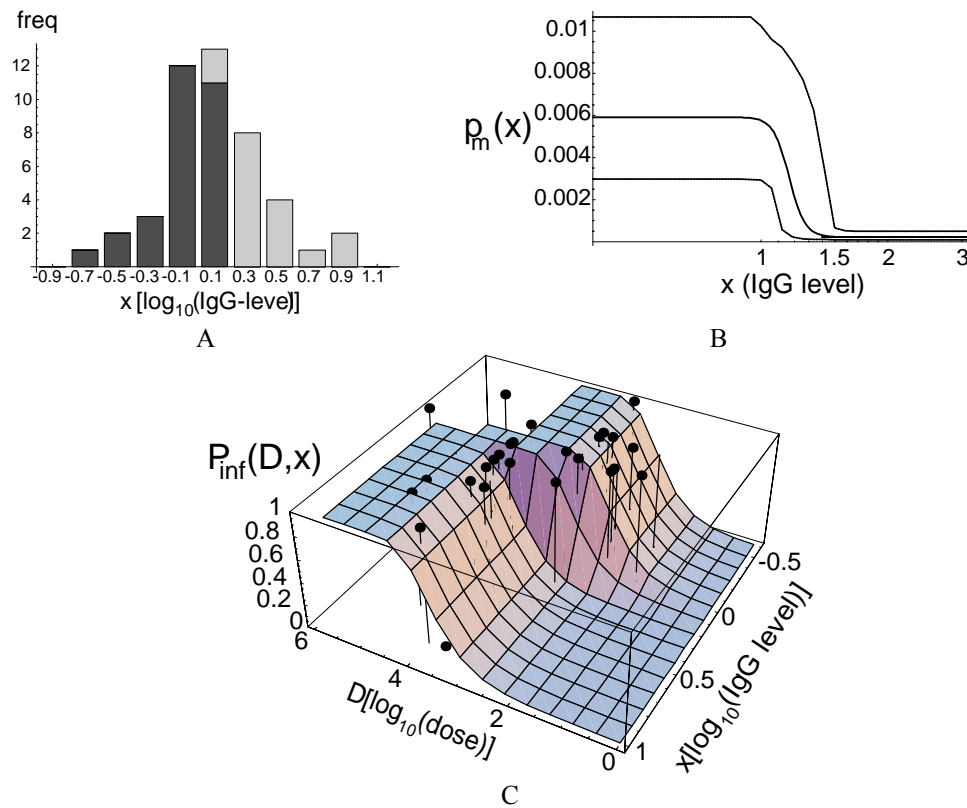 freq
12
10
8
6
4
2
-0.9 -0.7 -0.5 -0.3 -0.1 0.1 0.3 0.5 0.7 0.9 1.1
x [log10(IgG-level)]
A
0.01
0.008
0.006
0.004
0.002
pm(x)
1 1.5 2 3
x (IgG level)
B
Pinf(D,x)
1
0.8
0.6
0.4
0.2
0
6
4
2
0
D[log10(dose)]
-0.5
0
0.5
1
x[log10(IgG level)]
C